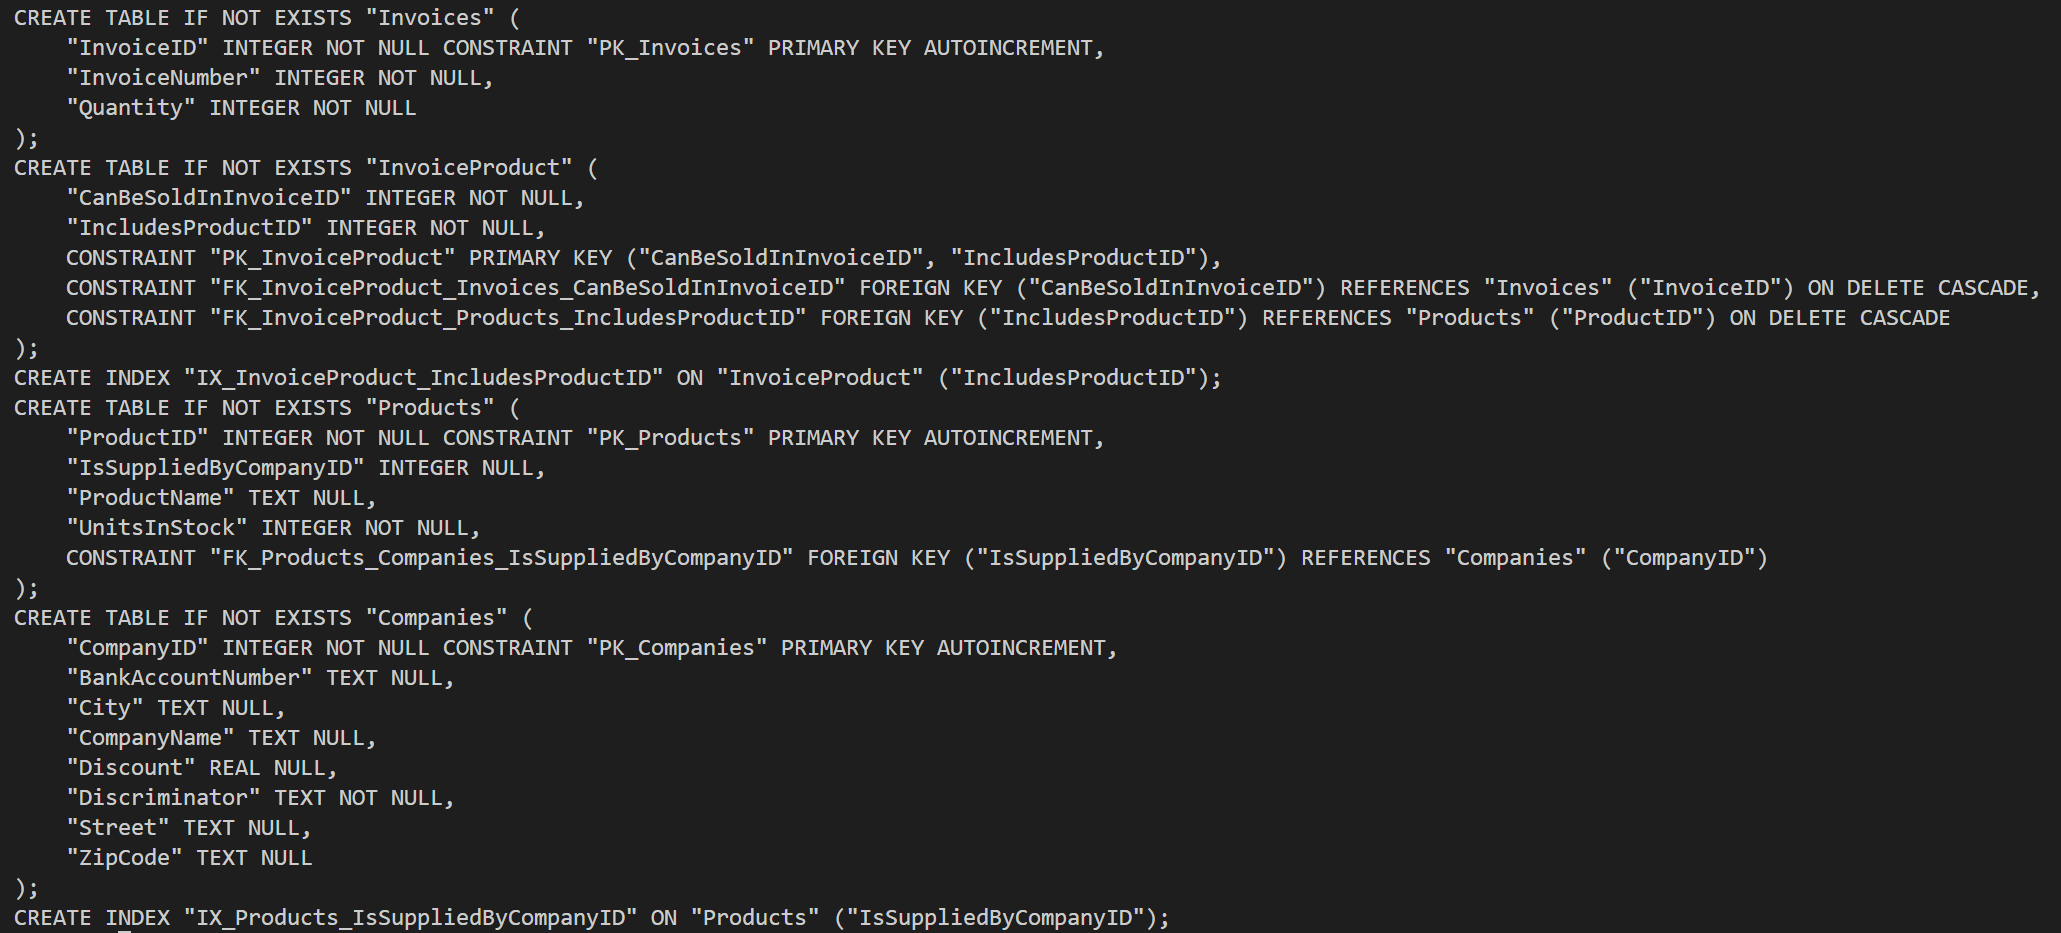 CREATE TABLE IF NOT EXISTS "Invoices" (
    "InvoiceID" INTEGER NOT NULL CONSTRAINT "PK_Invoices" PRIMARY KEY AUTOINCREMENT,
    "InvoiceNumber" INTEGER NOT NULL,
    "Quantity" INTEGER NOT NULL
);
CREATE TABLE IF NOT EXISTS "InvoiceProduct" (
    "CanBeSoldInInvoiceID" INTEGER NOT NULL,
    "IncludesProductID" INTEGER NOT NULL,
    CONSTRAINT "PK_InvoiceProduct" PRIMARY KEY ("CanBeSoldInInvoiceID", "IncludesProductID"),
    CONSTRAINT "FK_InvoiceProduct_Invoices_CanBeSoldInInvoiceID" FOREIGN KEY ("CanBeSoldInInvoiceID") REFERENCES "Invoices" ("InvoiceID") ON DELETE CASCADE,
    CONSTRAINT "FK_InvoiceProduct_Products_IncludesProductID" FOREIGN KEY ("IncludesProductID") REFERENCES "Products" ("ProductID") ON DELETE CASCADE
);
CREATE INDEX "IX_InvoiceProduct_IncludesProductID" ON "InvoiceProduct" ("IncludesProductID");
CREATE TABLE IF NOT EXISTS "Products" (
    "ProductID" INTEGER NOT NULL CONSTRAINT "PK_Products" PRIMARY KEY AUTOINCREMENT,
    "IsSuppliedByCompanyID" INTEGER NULL,
    "ProductName" TEXT NULL,
    "UnitsInStock" INTEGER NOT NULL,
    CONSTRAINT "FK_Products_Companies_IsSuppliedByCompanyID" FOREIGN KEY ("IsSuppliedByCompanyID") REFERENCES "Companies" ("CompanyID")
);
CREATE TABLE IF NOT EXISTS "Companies" (
    "CompanyID" INTEGER NOT NULL CONSTRAINT "PK_Companies" PRIMARY KEY AUTOINCREMENT,
    "BankAccountNumber" TEXT NULL,
    "City" TEXT NULL,
    "CompanyName" TEXT NULL,
    "Discount" REAL NULL,
    "Discriminator" TEXT NOT NULL,
    "Street" TEXT NULL,
    "ZipCode" TEXT NULL
);
CREATE INDEX "IX_Products_IsSuppliedByCompanyID" ON "Products" ("IsSuppliedByCompanyID");